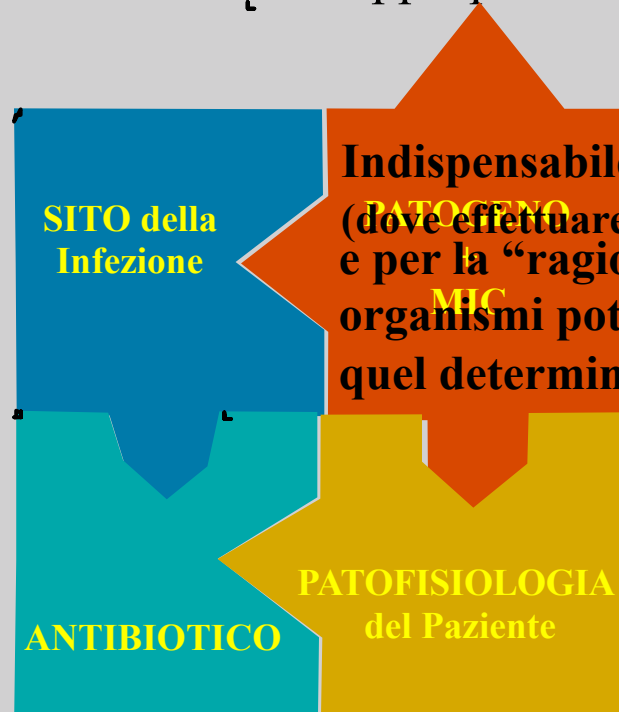 SITO della
Infezione
Indispensabil
PATOGENO
(dove effettuare
+
e per la “ragio
MIC
organismi pot
quel determin
ANTIBIOTICO
PATOFISIOLOGIA
del Paziente